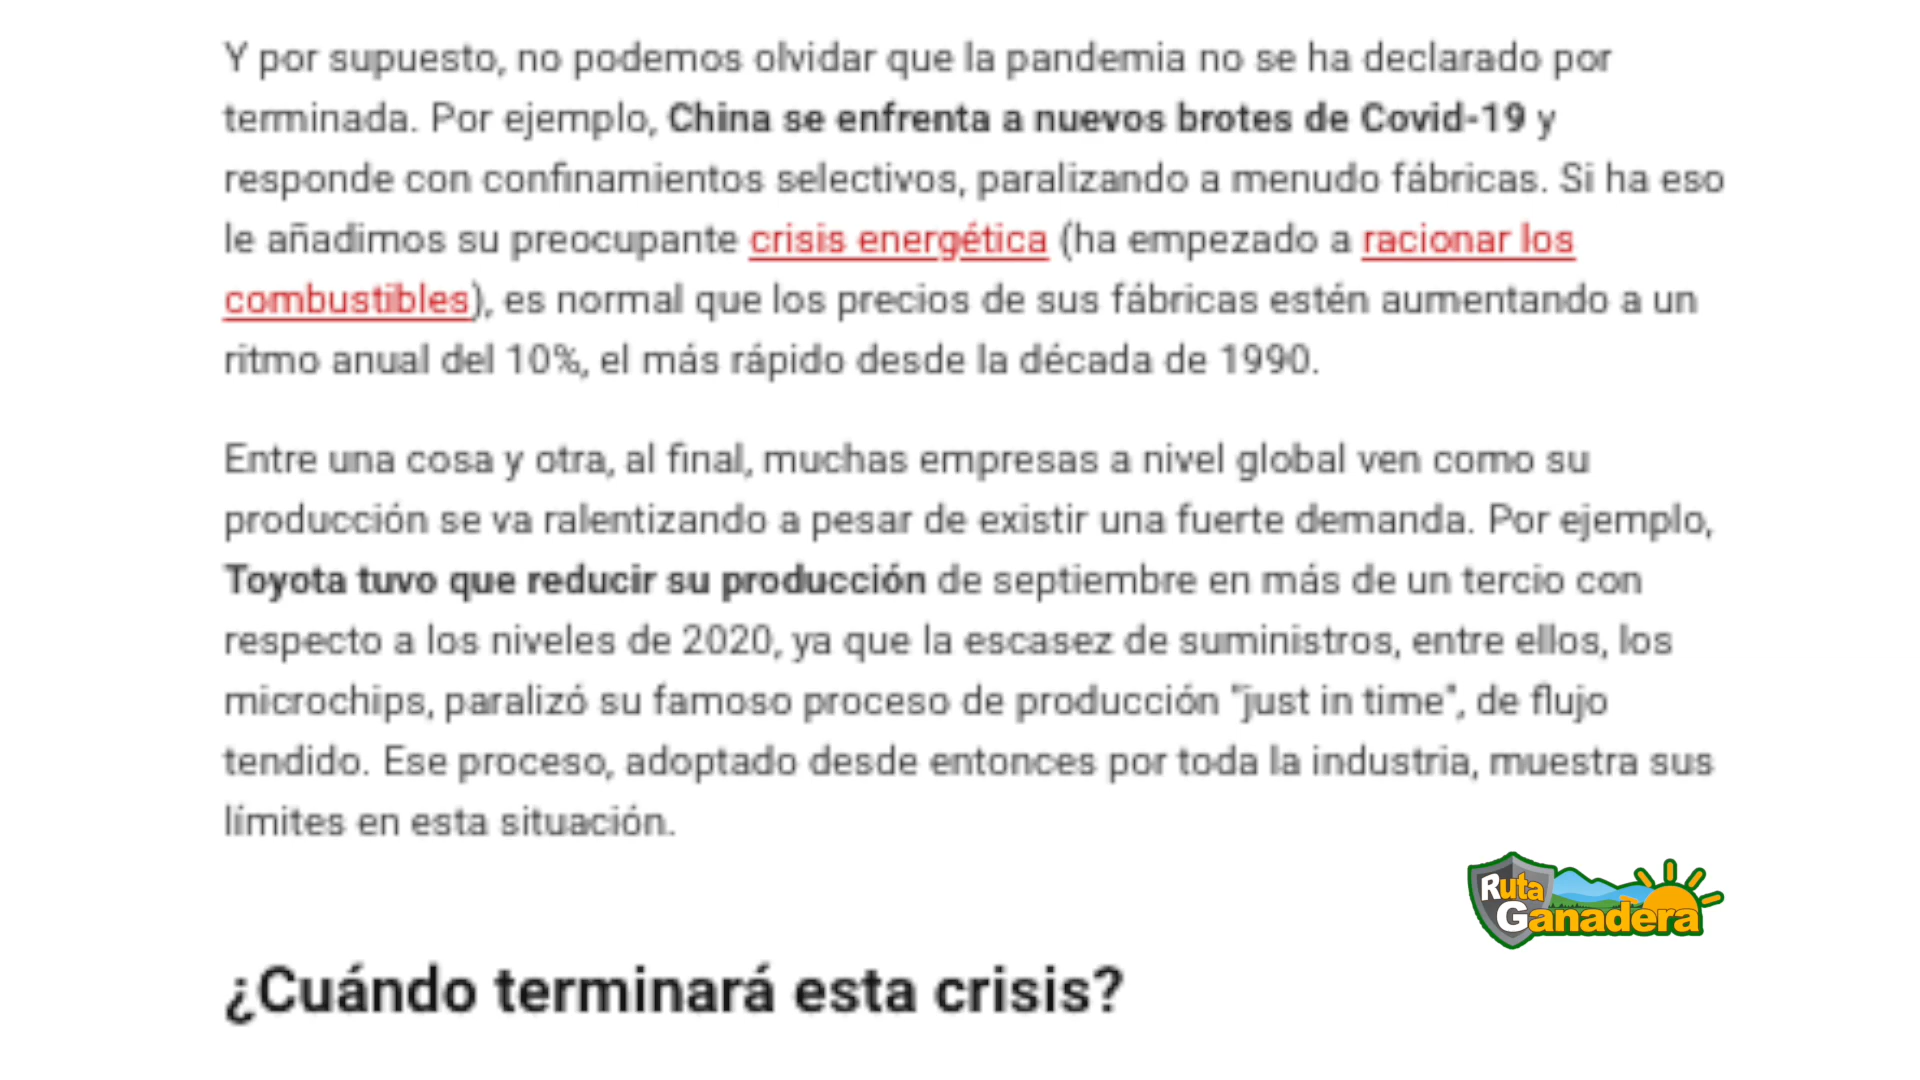 Y por supuesto, no podemos olvidar que la pandemia no se ha declarado por
terminada. Por ejemplo, China se enfrenta a nuevos brotes de Covid-19 y
responde con confinamientos selectivos, paralizando a menudo fábricas. Si ha eso
le añadimos su preocupante crisis energética (ha empezado a racionar los
combustibles), es normal que los precios de sus fábricas estén aumentando a un
ritmo anual del 10%, el más rápido desde la década de 1990.
Entre una cosa y otra, al final, muchas empresas a nivel global ven como su
producción se va ralentizando a pesar de existir una fuerte demanda. Por ejemplo,
Toyota tuvo que reducir su producción de septiembre en más de un tercio con
respecto a los niveles de 2020, ya que la escasez de suministros, entre ellos, los
microchips, paralizó su famoso proceso de producción "just in time", de flujo
tendido. Ese proceso, adoptado desde entonces por toda la industria, muestra sus
límites en esta situación.
Ruta
Ganadera
¿Cuándo terminará esta crisis?